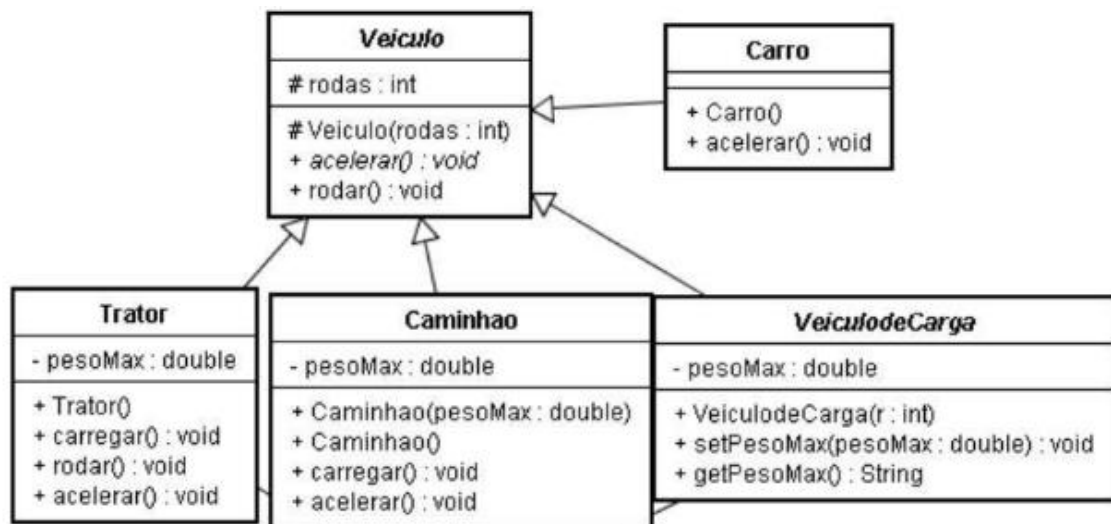 Veiculo
# rodas : int
# Veiculo(rodas : int)
+ acelerar() : void
+ rodar() : void
Carro
+ Carro()
+ acelerar() : void
Trator
- pesoMax : double
+ Trator()
+ carregar() : void
+ rodar() : void
+ acelerar() : void
Caminhao
- pesoMax : double
+ Caminhao(pesoMax : double)
+ Caminhao()
+ carregar() : void
+ acelerar() : void
VeiculodeCarga
- pesoMax : double
+ VeiculodeCarga(r : int)
+ setPesoMax(pesoMax : double) : void
+ getPesoMax() : String